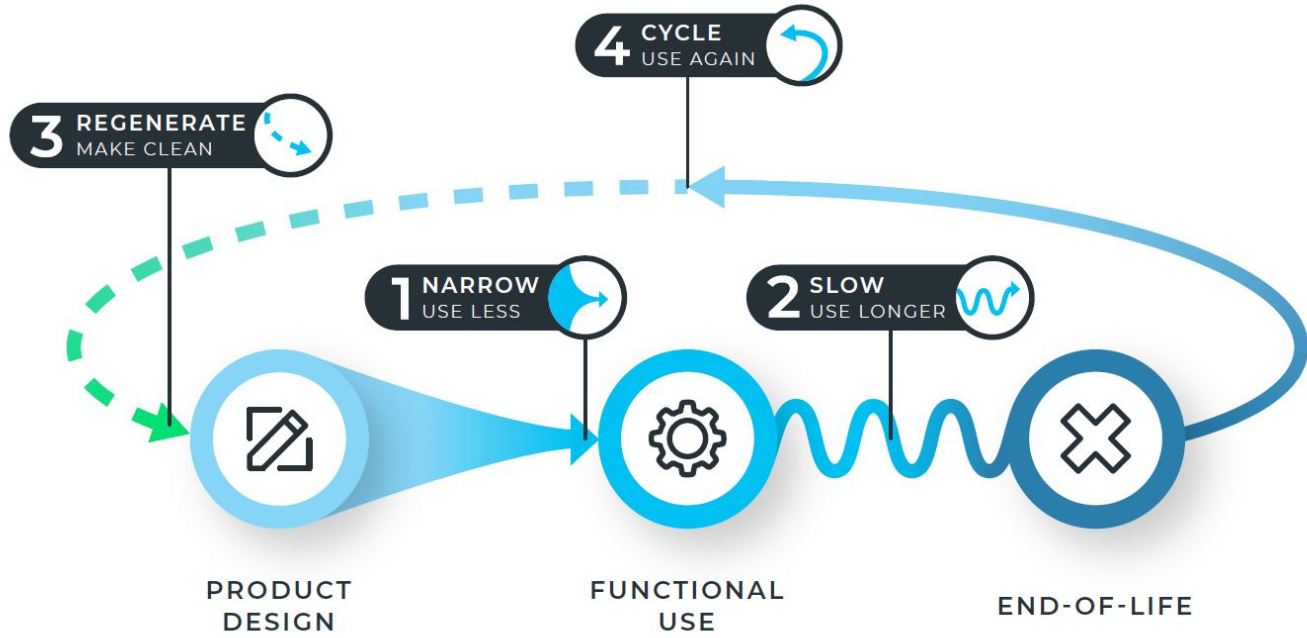 4 CYCLE
USE AGAIN
3 REGENERATE
MAKE CLEAN
1 NARROW
USE LESS
2 SLOW
USE LONGER
PRODUCT
DESIGN
FUNCTIONAL
USE
END-OF-LIFE